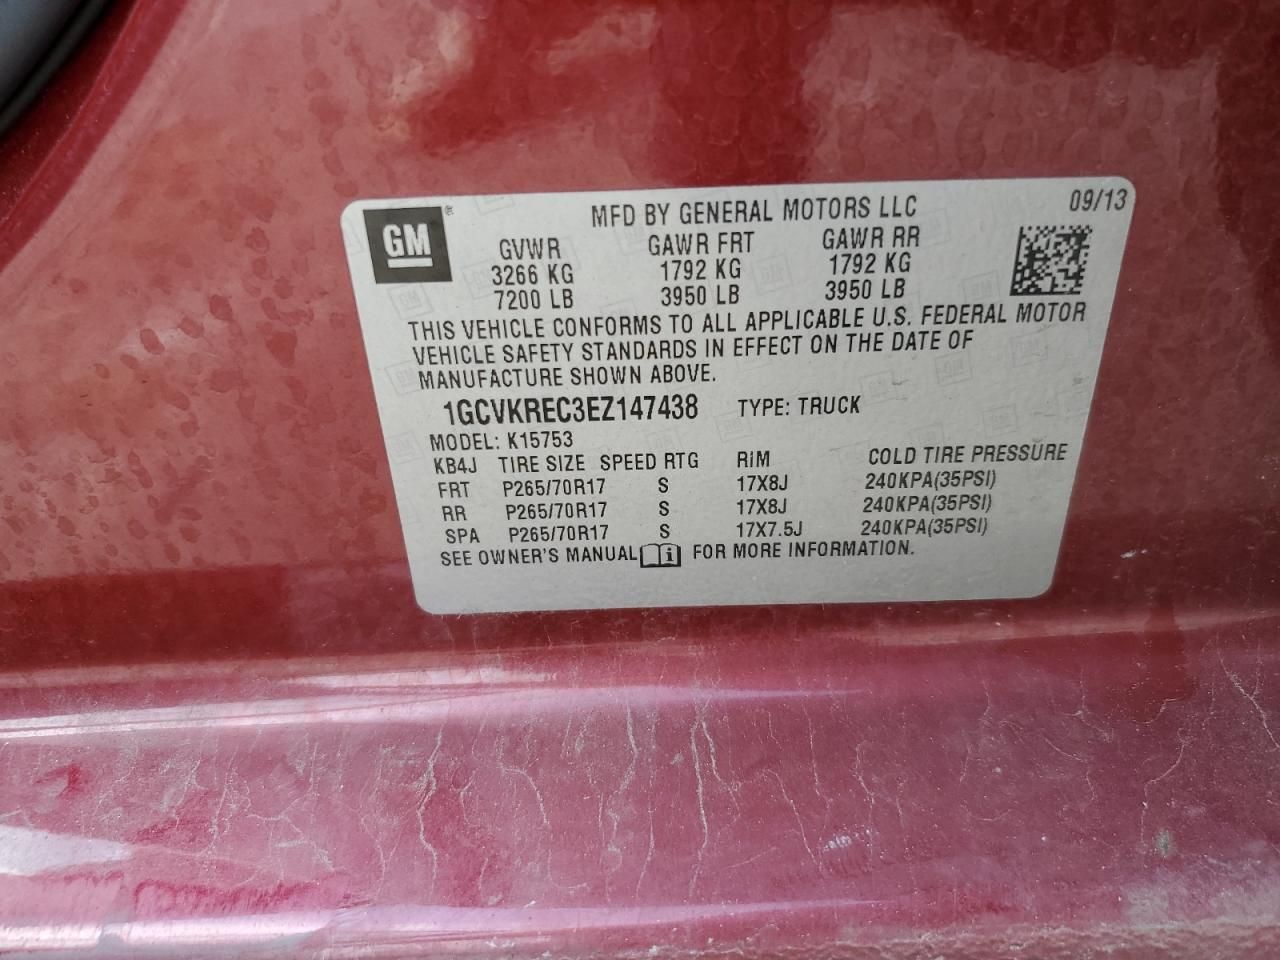 GM®
MFD BY GENERAL MOTORS LLC 09/13
GVWR GAWR FRT GAWR RR
3266 KG 1792 KG 1792 KG
7200 LB 3950 LB 3950 LB
THIS VEHICLE CONFORMS TO ALL APPLICABLE U.S. FEDERAL MOTOR
VEHICLE SAFETY STANDARDS IN EFFECT ON THE DATE OF
MANUFACTURE SHOWN ABOVE.
1GCVKREC3EZ147438 TYPE: TRUCK
MODEL: K15753
KB4J TIRE SIZE SPEED RTG RIM COLD TIRE PRESSURE
FRT P265/70R17 S 17X8J 240KPA(35PSI)
RR P265/70R17 S 17X8J 240KPA(35PSI)
SPA P265/70R17 S 17X7.5J 240KPA(35PSI)
SEE OWNER'S MANUAL i FOR MORE INFORMATION.